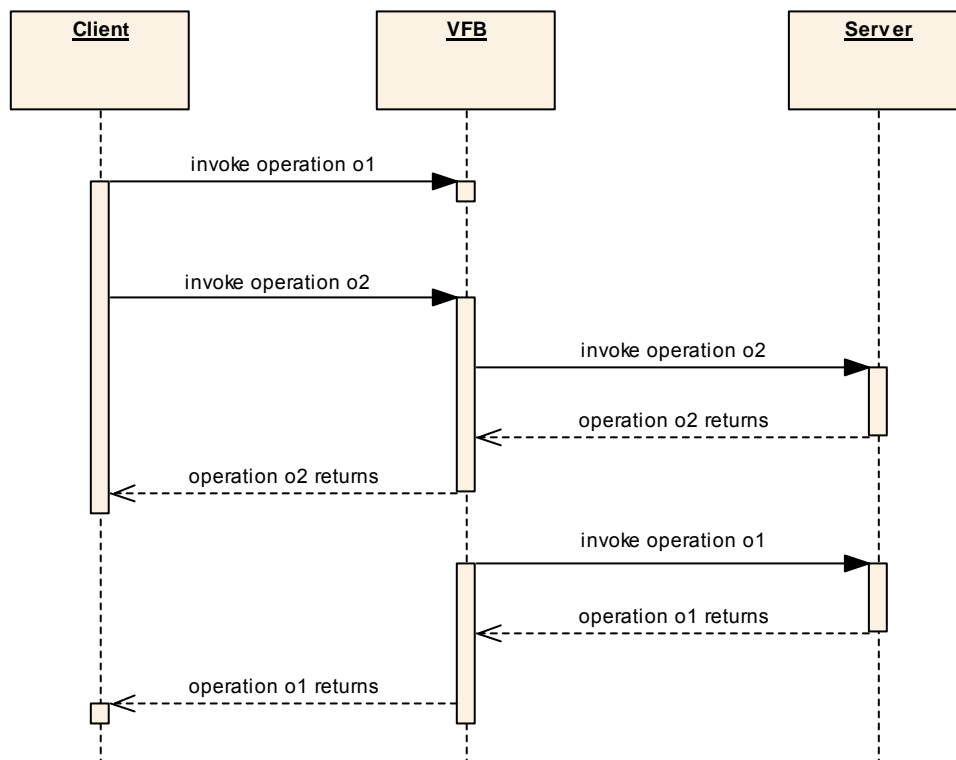 Client
VFB
Server
invoke operation o1
invoke operation o2
invoke operation o2
operation o2 returns
operation o2 returns
invoke operation o1
operation o1 returns
operation o1 returns